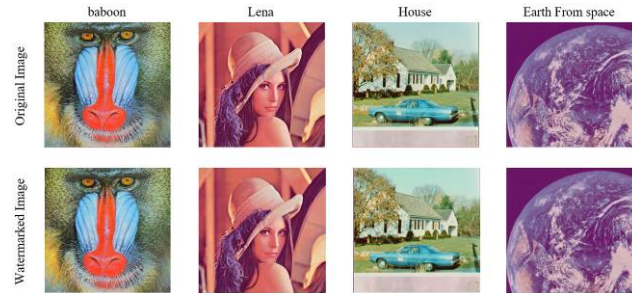 baboon
Lena
House
Earth From space
Original Image
Watermarked Image